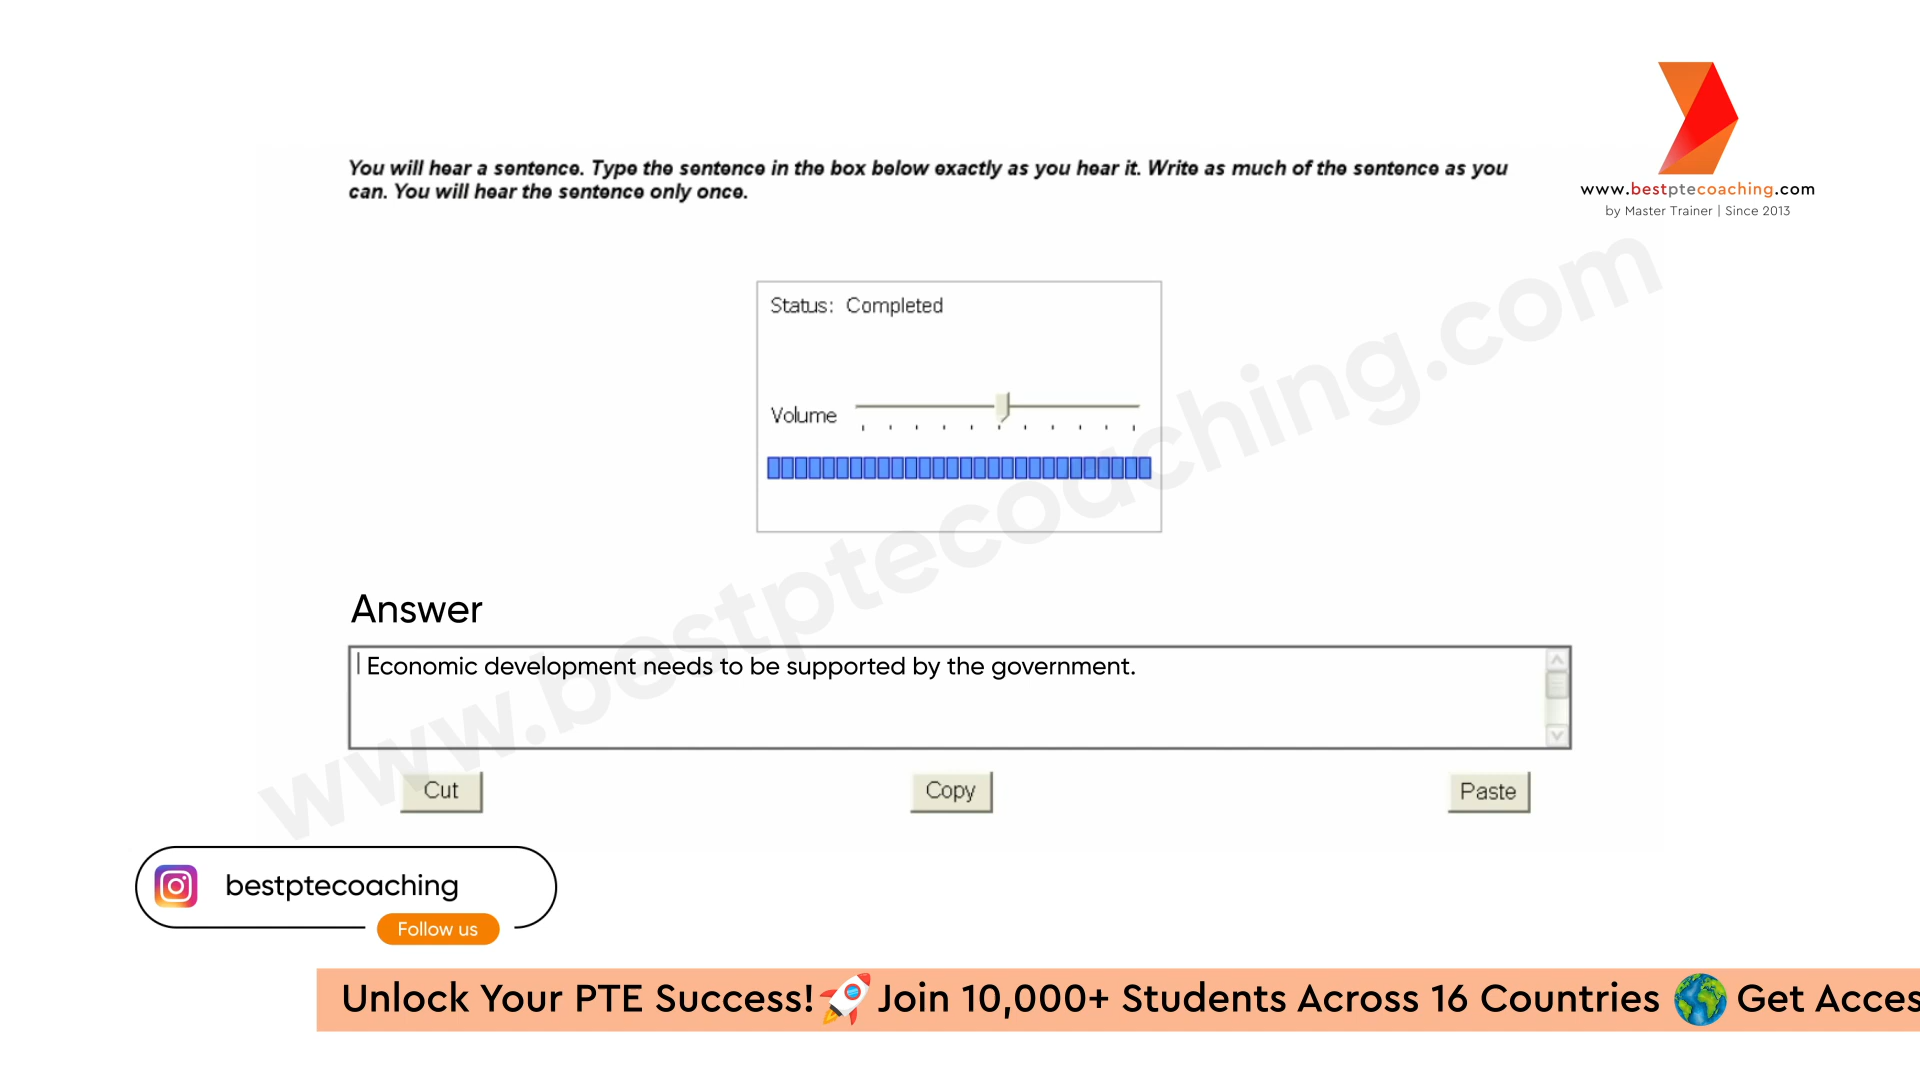 You will hear a sentence. Type the sentence in the box below exactly as you hear it. Write as much of the sentence as you
can. You will hear the sentence only once.
www.bestptecoaching.com
by Master Trainer | Since 2013
Status: Completed
Volume
www.bestptecoaching.com
Answer
Economic development needs to be supported by the government.
Cut
Copy
Paste
bestptecoaching
Follow us
Unlock Your PTE Success!🚀Join 10,000+ Students Across 16 Countries 🌍 Get Acces